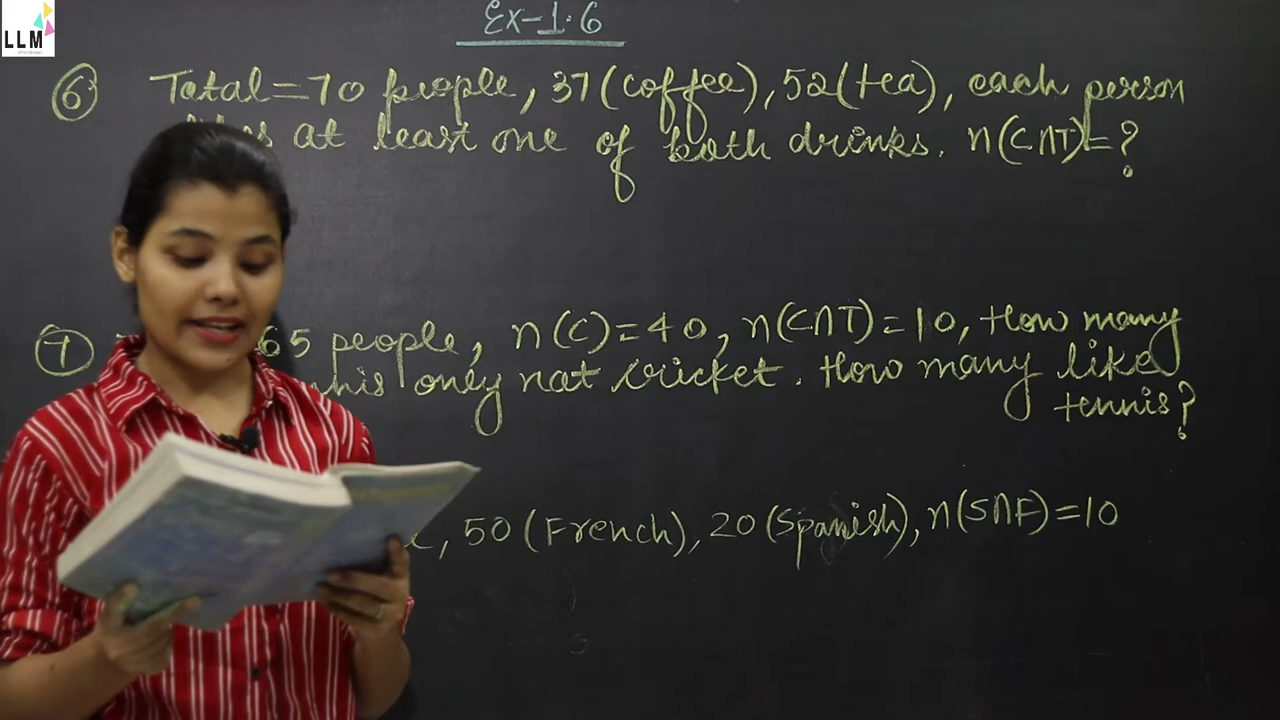 LLM
Ex-1.6
6 Total=70 people, 37(coffee), 52(tea), each person
at least one of both drinks. n(C∩T)=?
7 65 people, n(C)=40, n(C∩T)=10, How many
only not cricket. How many like
tennis?
50 (French), 20 (Spanish), n(S∩F)=10